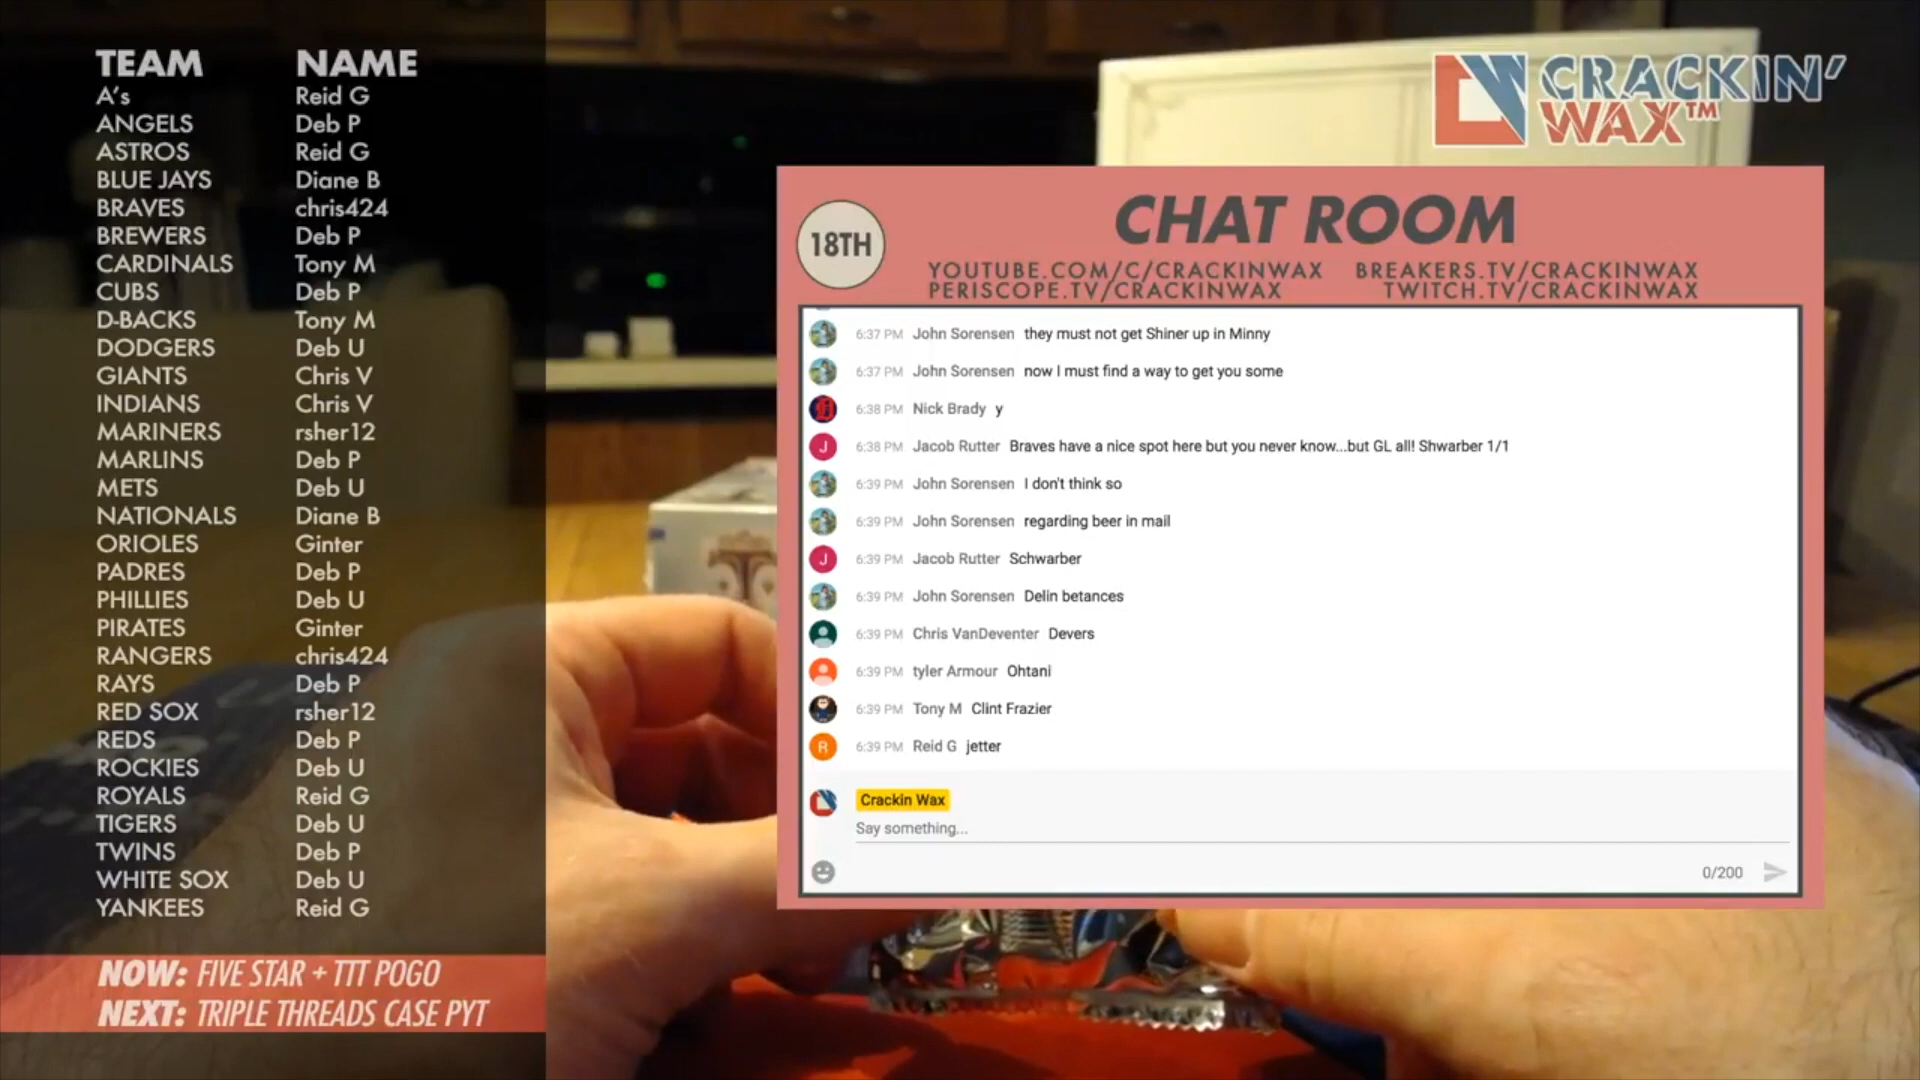 TEAM NAME
A's Reid G
ANGELS Deb P
ASTROS Reid G
BLUE JAYS Diane B
BRAVES chris424
BREWERS Deb P
CARDINALS Tony M
CUBS Deb P
D-BACKS Tony M
DODGERS Deb U
GIANTS Chris V
INDIANS Chris V
MARINERS rsher12
MARLINS Deb P
METS Deb U
NATIONALS Diane B
ORIOLES Ginter
PADRES Deb P
PHILLIES Deb U
PIRATES Ginter
RANGERS chris424
RAYS Deb P
RED SOX rsher12
REDS Deb P
ROCKIES Deb U
ROYALS Reid G
TIGERS Deb U
TWINS Deb P
WHITE SOX Deb U
YANKEES Reid G
NOW: FIVE STAR + TTT POGO
NEXT: TRIPLE THREADS CASE PYT
CRACKIN'
WAX™
18TH
CHAT ROOM
YOUTUBE.COM/C/CRACKINWAX BREAKERS.TV/CRACKINWAX
PERISCOPE.TV/CRACKINWAX TWITCH.TV/CRACKINWAX
6:37 PM John Sorensen they must not get Shiner up in Minny
6:37 PM John Sorensen now I must find a way to get you some
6:38 PM Nick Brady y
J 6:38 PM Jacob Rutter Braves have a nice spot here but you never know...but GL all! Shwarber 1/1
6:39 PM John Sorensen I don't think so
6:39 PM John Sorensen regarding beer in mail
J 6:39 PM Jacob Rutter Schwarber
6:39 PM John Sorensen Delin betances
6:39 PM Chris VanDeventer Devers
6:39 PM tyler Armour Ohtani
6:39 PM Tony M Clint Frazier
R 6:39 PM Reid G jetter
Crackin Wax
Say something...
0/200